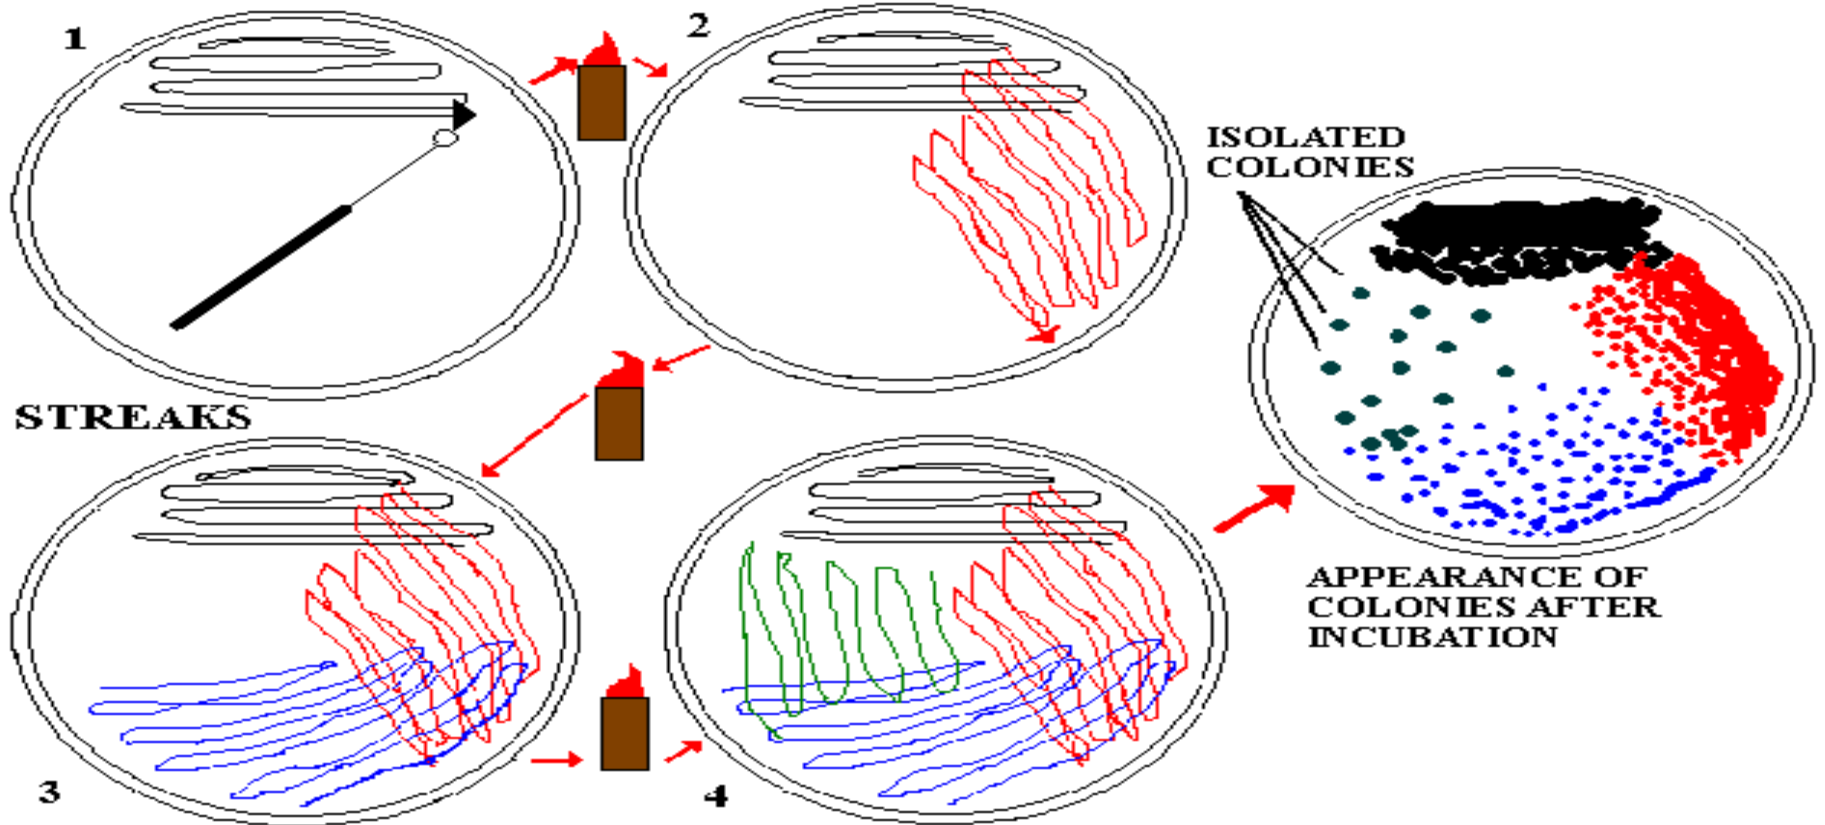 1
2
ISOLATED
COLONIES
STREAKS
3
4
APPEARANCE OF
COLONIES AFTER
INCUBATION